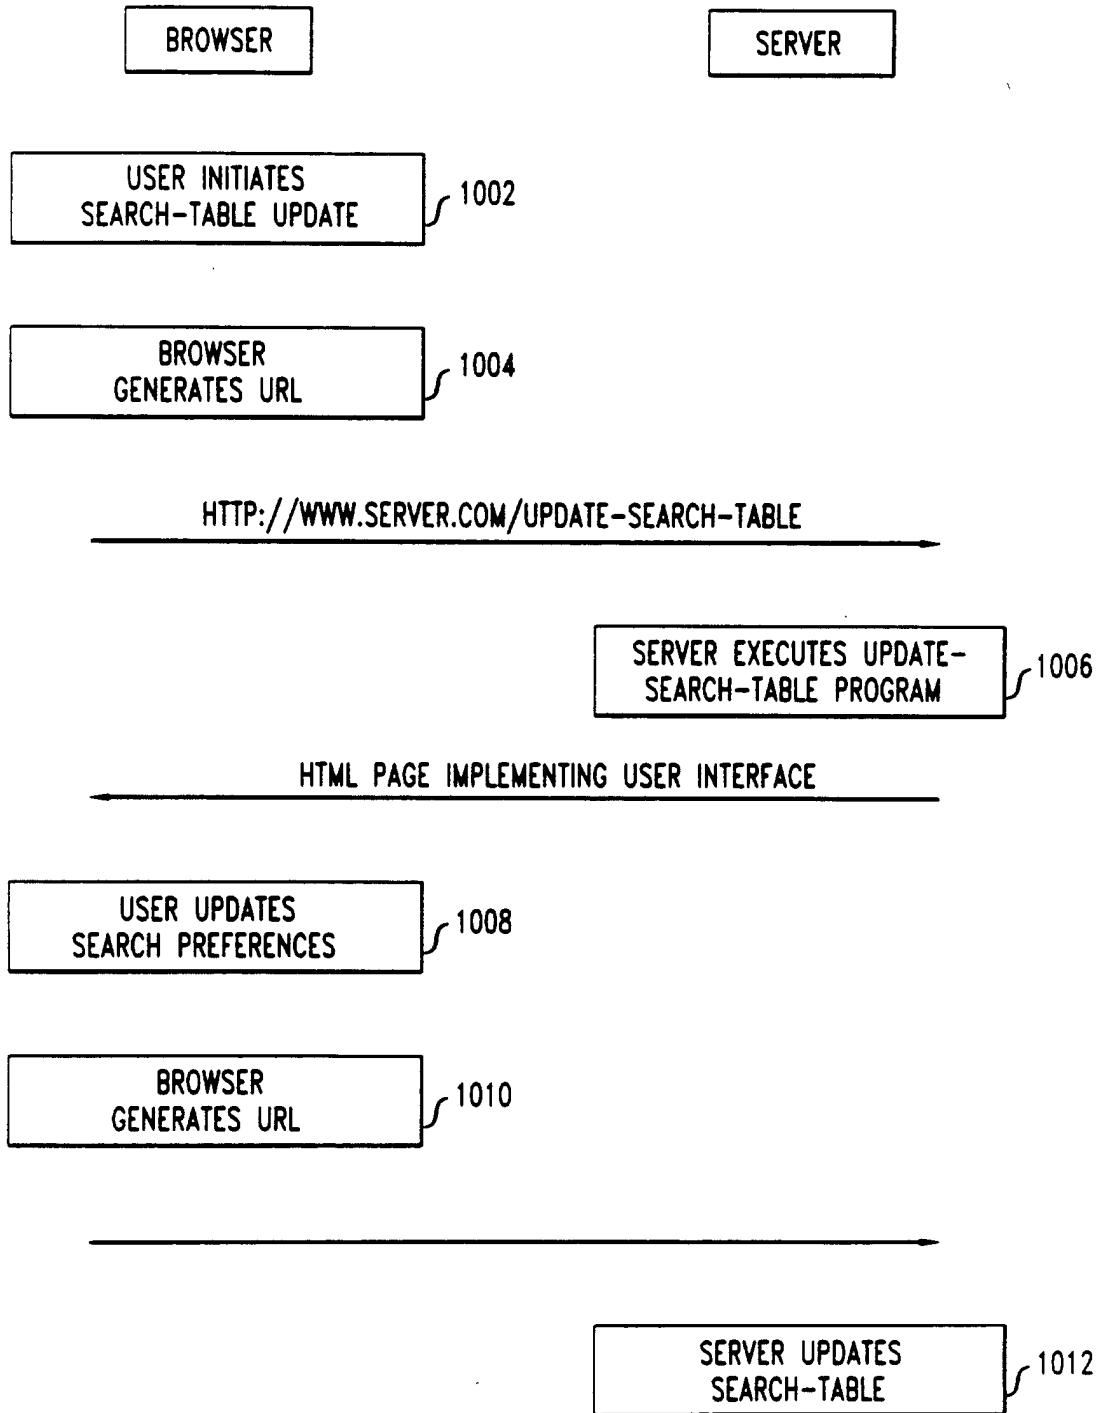 BROWSER
SERVER
USER INITIATES
SEARCH-TABLE UPDATE
1002
BROWSER
GENERATES URL
1004
HTTP://WWW.SERVER.COM/UPDATE-SEARCH-TABLE
SERVER EXECUTES UPDATE-
SEARCH-TABLE PROGRAM
1006
HTML PAGE IMPLEMENTING USER INTERFACE
USER UPDATES
SEARCH PREFERENCES
1008
BROWSER
GENERATES URL
1010
SERVER UPDATES
SEARCH-TABLE
1012